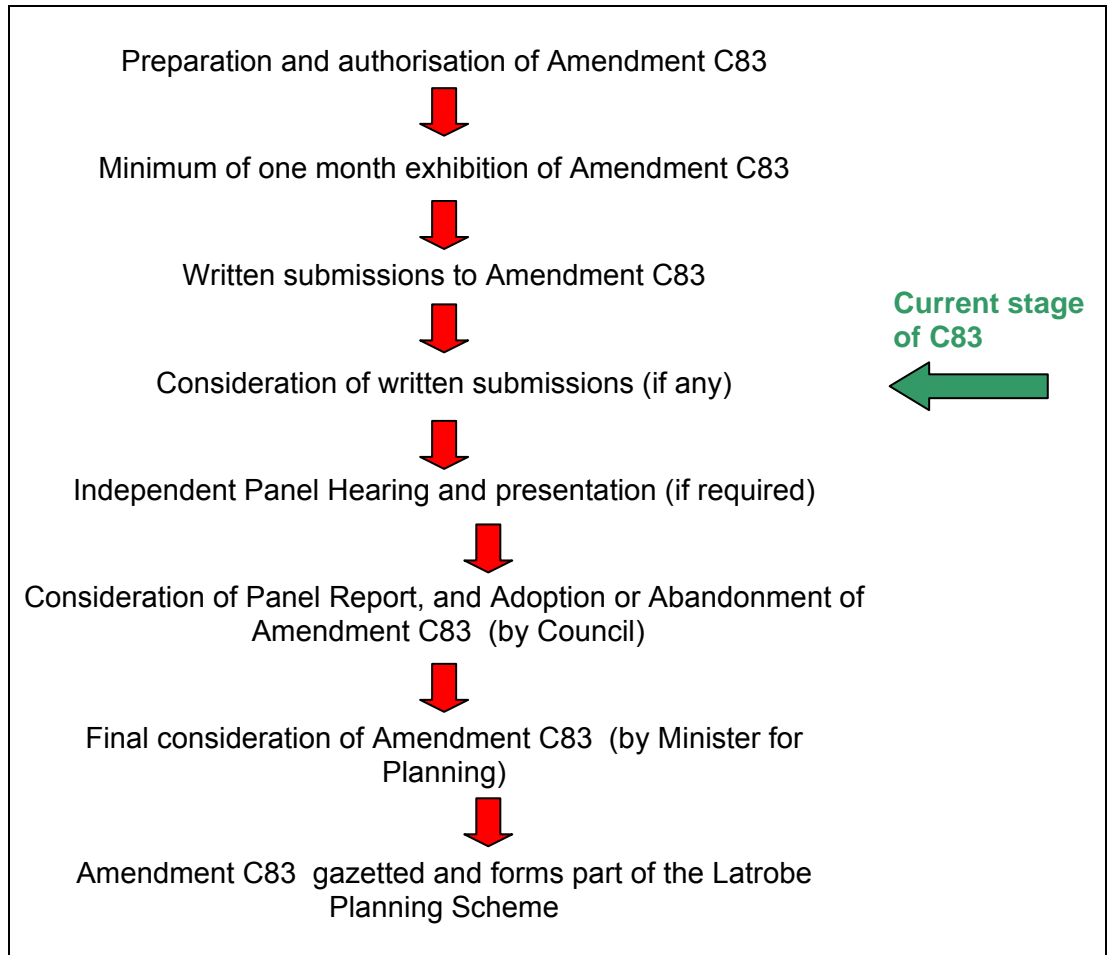 Preparation and authorisation of Amendment C83
Minimum of one month exhibition of Amendment C83
Written submissions to Amendment C83
Current stage
of C83
Consideration of written submissions (if any)
Independent Panel Hearing and presentation (if required)
Consideration of Panel Report, and Adoption or Abandonment of
Amendment C83 (by Council)
Final consideration of Amendment C83 (by Minister for
Planning)
Amendment C83 gazetted and forms part of the Latrobe
Planning Scheme